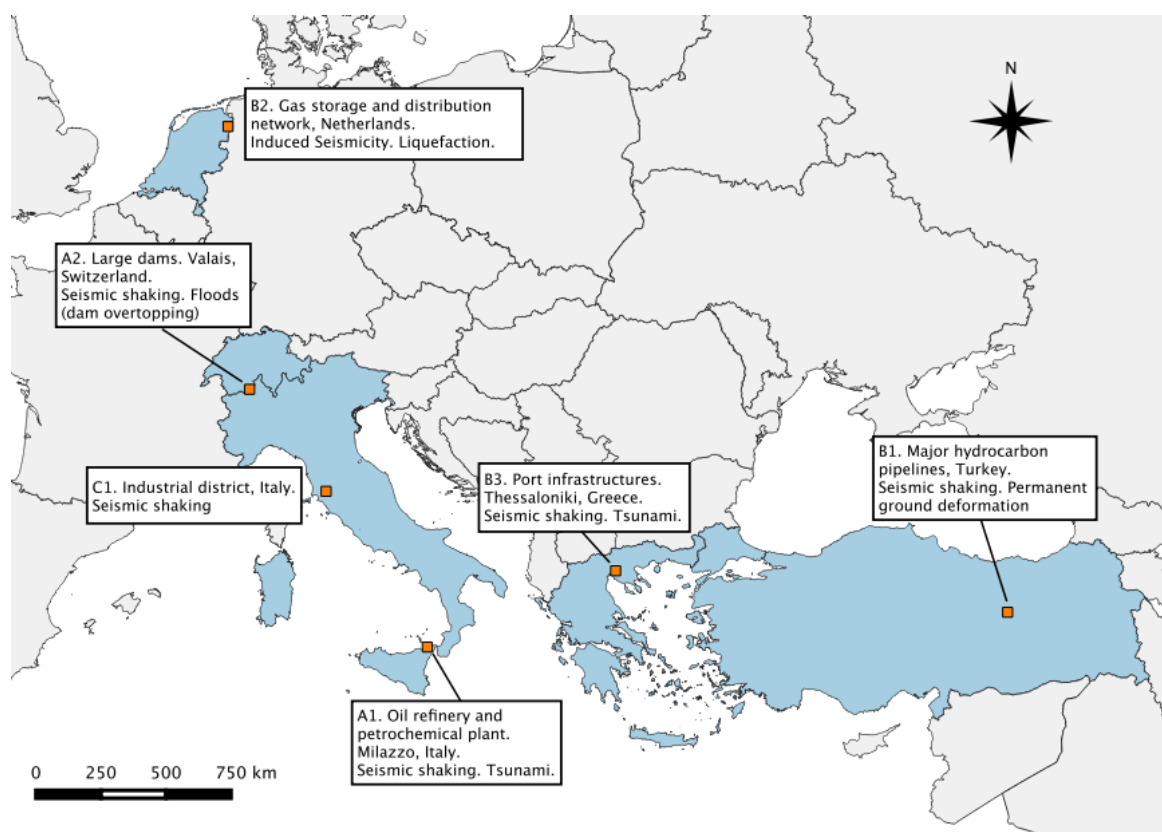 N
B2. Gas storage and distribution
network, Netherlands.
Induced Seismicity. Liquefaction.
A2. Large dams. Valais,
Switzerland.
Seismic shaking. Floods
(dam overtopping)
C1. Industrial district, Italy.
Seismic shaking
B3. Port infrastructures.
Thessaloniki, Greece.
Seismic shaking. Tsunami.
B1. Major hydrocarbon
pipelines, Turkey.
Seismic shaking. Permanent
ground deformation
A1. Oil refinery and
petrochemical plant.
Milazzo, Italy.
Seismic shaking. Tsunami.
0 250 500 750 km